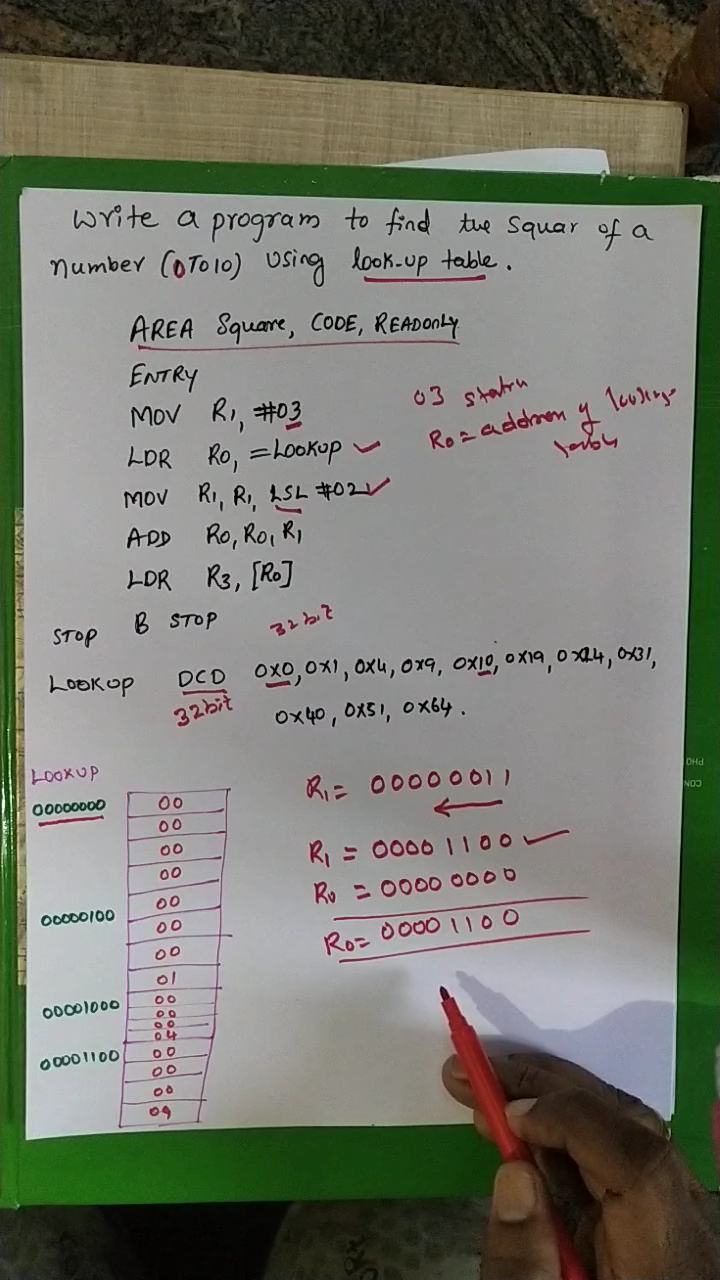 Write a program to find the squar of a
number (0 To 10) using look-up table.
AREA Square, CODE, READONLY
ENTRY
MOV R1, #03
LDR R0, =LOOKUP
MOV R1, R1, LSL #02
ADD R0, R0, R1
LDR R3, [R0]
STOP B STOP
03
R0 = address of
32 bit
LOOKUP DCD 0x0, 0x1, 0x4, 0x9, 0x10, 0x19, 0x24, 0x31,
32 bit
0x40, 0x51, 0x64.
LOOKUP
00000000 00
00
00
00
00000100 00
00
00
01
00001000 00
00
00
04
00001100 00
00
00
09
R1 = 00000011
R1 = 00001100
R0 = 00000000
R0 = 00001100